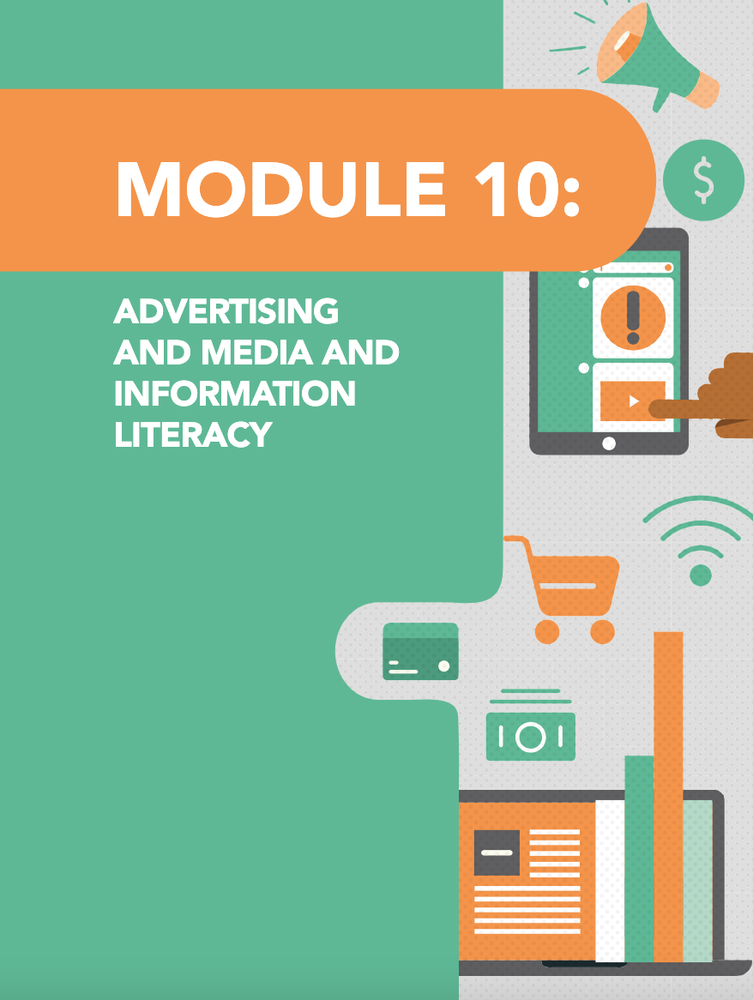 MODULE 10:
ADVERTISING
AND MEDIA AND
INFORMATION
LITERACY
$
!